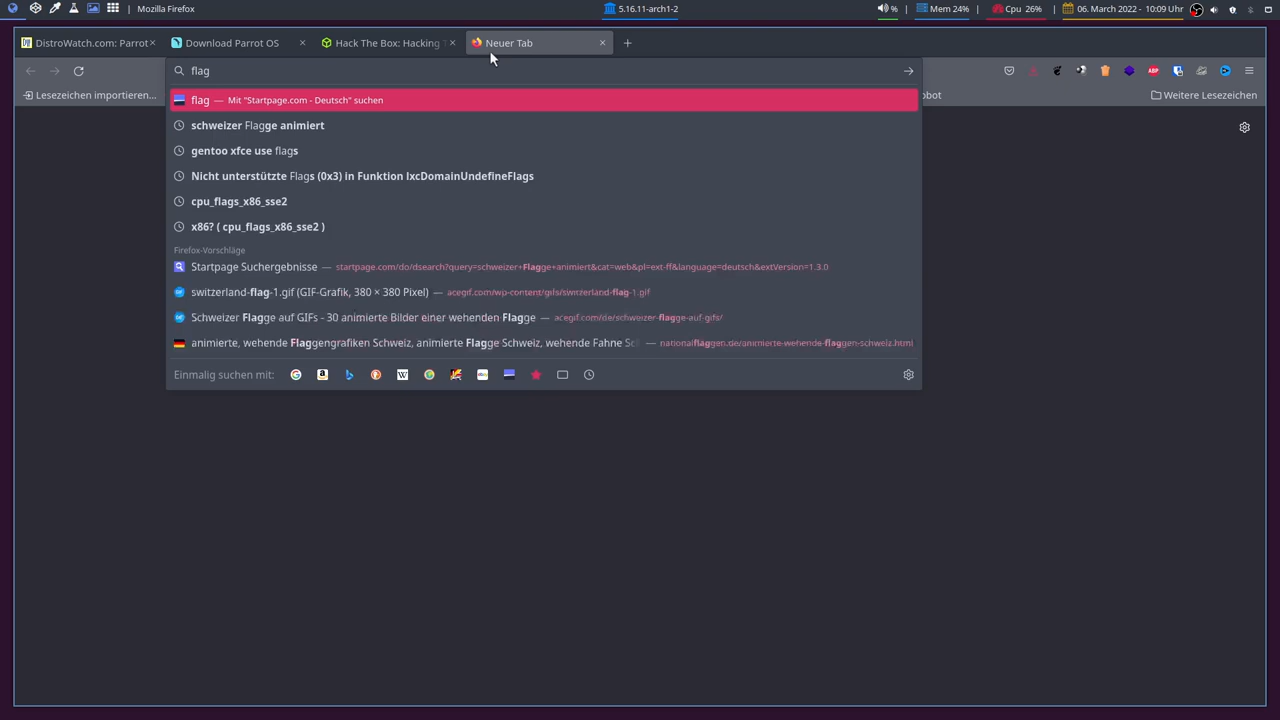 Mozilla Firefox
5.16.11-arch1-2
%
Mem 24%
Cpu 26%
06. March 2022 - 10:09 Uhr
DistroWatch.com: Parrot
Download Parrot OS
Hack The Box: Hacking T
Neuer Tab
flag
Lesezeichen importieren…
obot
Weitere Lesezeichen
flag — Mit "Startpage.com - Deutsch" suchen
schweizer Flagge animiert
gentoo xfce use flags
Nicht unterstützte Flags (0x3) in Funktion lxcDomainUndefineFlags
cpu_flags_x86_sse2
x86? ( cpu_flags_x86_sse2 )
Firefox-Vorschläge
Startpage Suchergebnisse — startpage.com/do/dsearch?query=schweizer+Flagge+animiert&cat=web&pl=ext-ff&language=deutsch&extVersion=1.3.0
switzerland-flag-1.gif (GIF-Grafik, 380 × 380 Pixel) — acegif.com/wp-content/gifs/switzerland-flag-1.gif
Schweizer Flagge auf GIFs - 30 animierte Bilder einer wehenden Flagge — acegif.com/de/schweizer-flagge-auf-gifs/
animierte, wehende Flaggengrafiken Schweiz, animierte Flagge Schweiz, wehende Fahne Sc — nationalflaggen.de/animierte-wehende-flaggen-schweiz.html
Einmalig suchen mit: